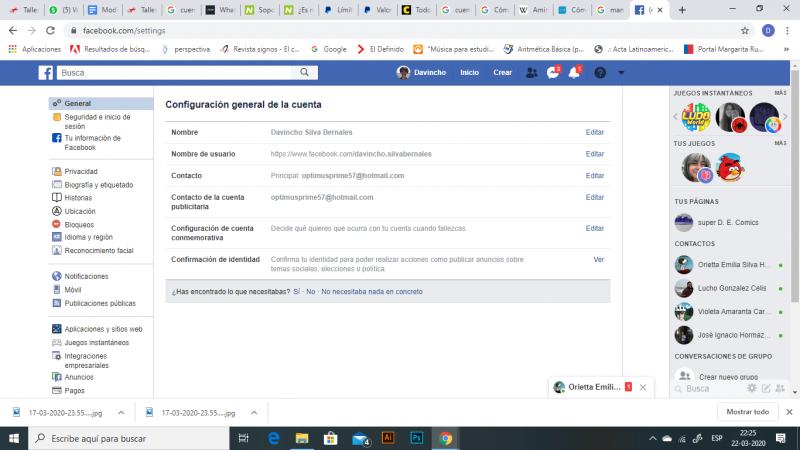 Talle
(5) V
Mod
Talle
cuen
What
Sopo
¿Es r
Límit
Valor
Todo
cuen
Cóm
Amir
Cóm
man
facebook.com/settings
Aplicaciones
Resultados de búsq...
perspectiva
Revista signos - El c...
Google
El Definido
"Música para estudi...
Aritmética Básica (p...
.: Acta Latinoameric...
Portal Margarita Ru...
Busca
Davincho
Inicio
Crear
3
1
General
Seguridad e inicio de
sesión
Tu información de
Facebook
Privacidad
Biografía y etiquetado
Historias
Ubicación
Bloqueos
Idioma y región
Reconocimiento facial
Notificaciones
Móvil
Publicaciones públicas
Aplicaciones y sitios web
Juegos instantáneos
Integraciones
empresariales
Anuncios
Pagos
Configuración general de la cuenta
Nombre Davincho Silva Bernales Editar
Nombre de usuario https://www.facebook.com/davincho.silvabernales Editar
Contacto Principal: optimusprime57@hotmail.com Editar
Contacto de la cuenta
publicitaria optimusprime57@hotmail.com Editar
Configuración de cuenta
conmemorativa Decide qué quieres que ocurra con tu cuenta cuando fallezcas. Editar
Confirmación de identidad Confirma tu identidad para poder realizar acciones como publicar anuncios sobre Ver
temas sociales, elecciones o política.
¿Has encontrado lo que necesitabas? Sí · No · No necesitaba nada en concreto
JUEGOS INSTANTÁNEOS MÁS
LUDO
World
TUS JUEGOS MÁS
TUS PÁGINAS
super D. E. Comics
CONTACTOS
Orietta Emilia Silva H...
Lucho Gonzalez Celis
Violeta Amaranta Car...
José Ignacio Hormaz...
CONVERSACIONES DE GRUPO
Crear nuevo grupo
Busca
Orietta Emili... 1
17-03-2020-23.55....jpg
17-03-2020-23.55....jpg
Mostrar todo
Escribe aquí para buscar
4
Ai
Ps
ESP
22-25
22-03-2020